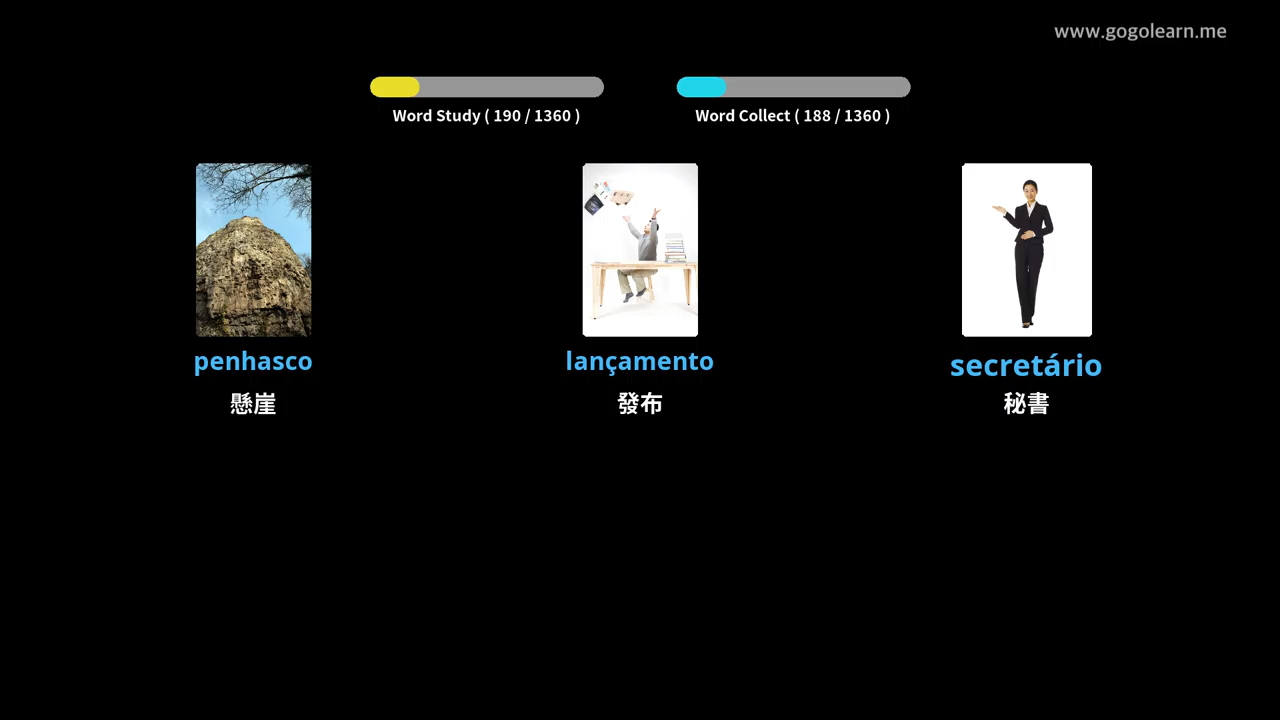 www.gogolearn.me
Word Study ( 190 / 1360 )
Word Collect ( 188 / 1360 )
penhasco
懸崖
lançamento
發布
secretário
秘書